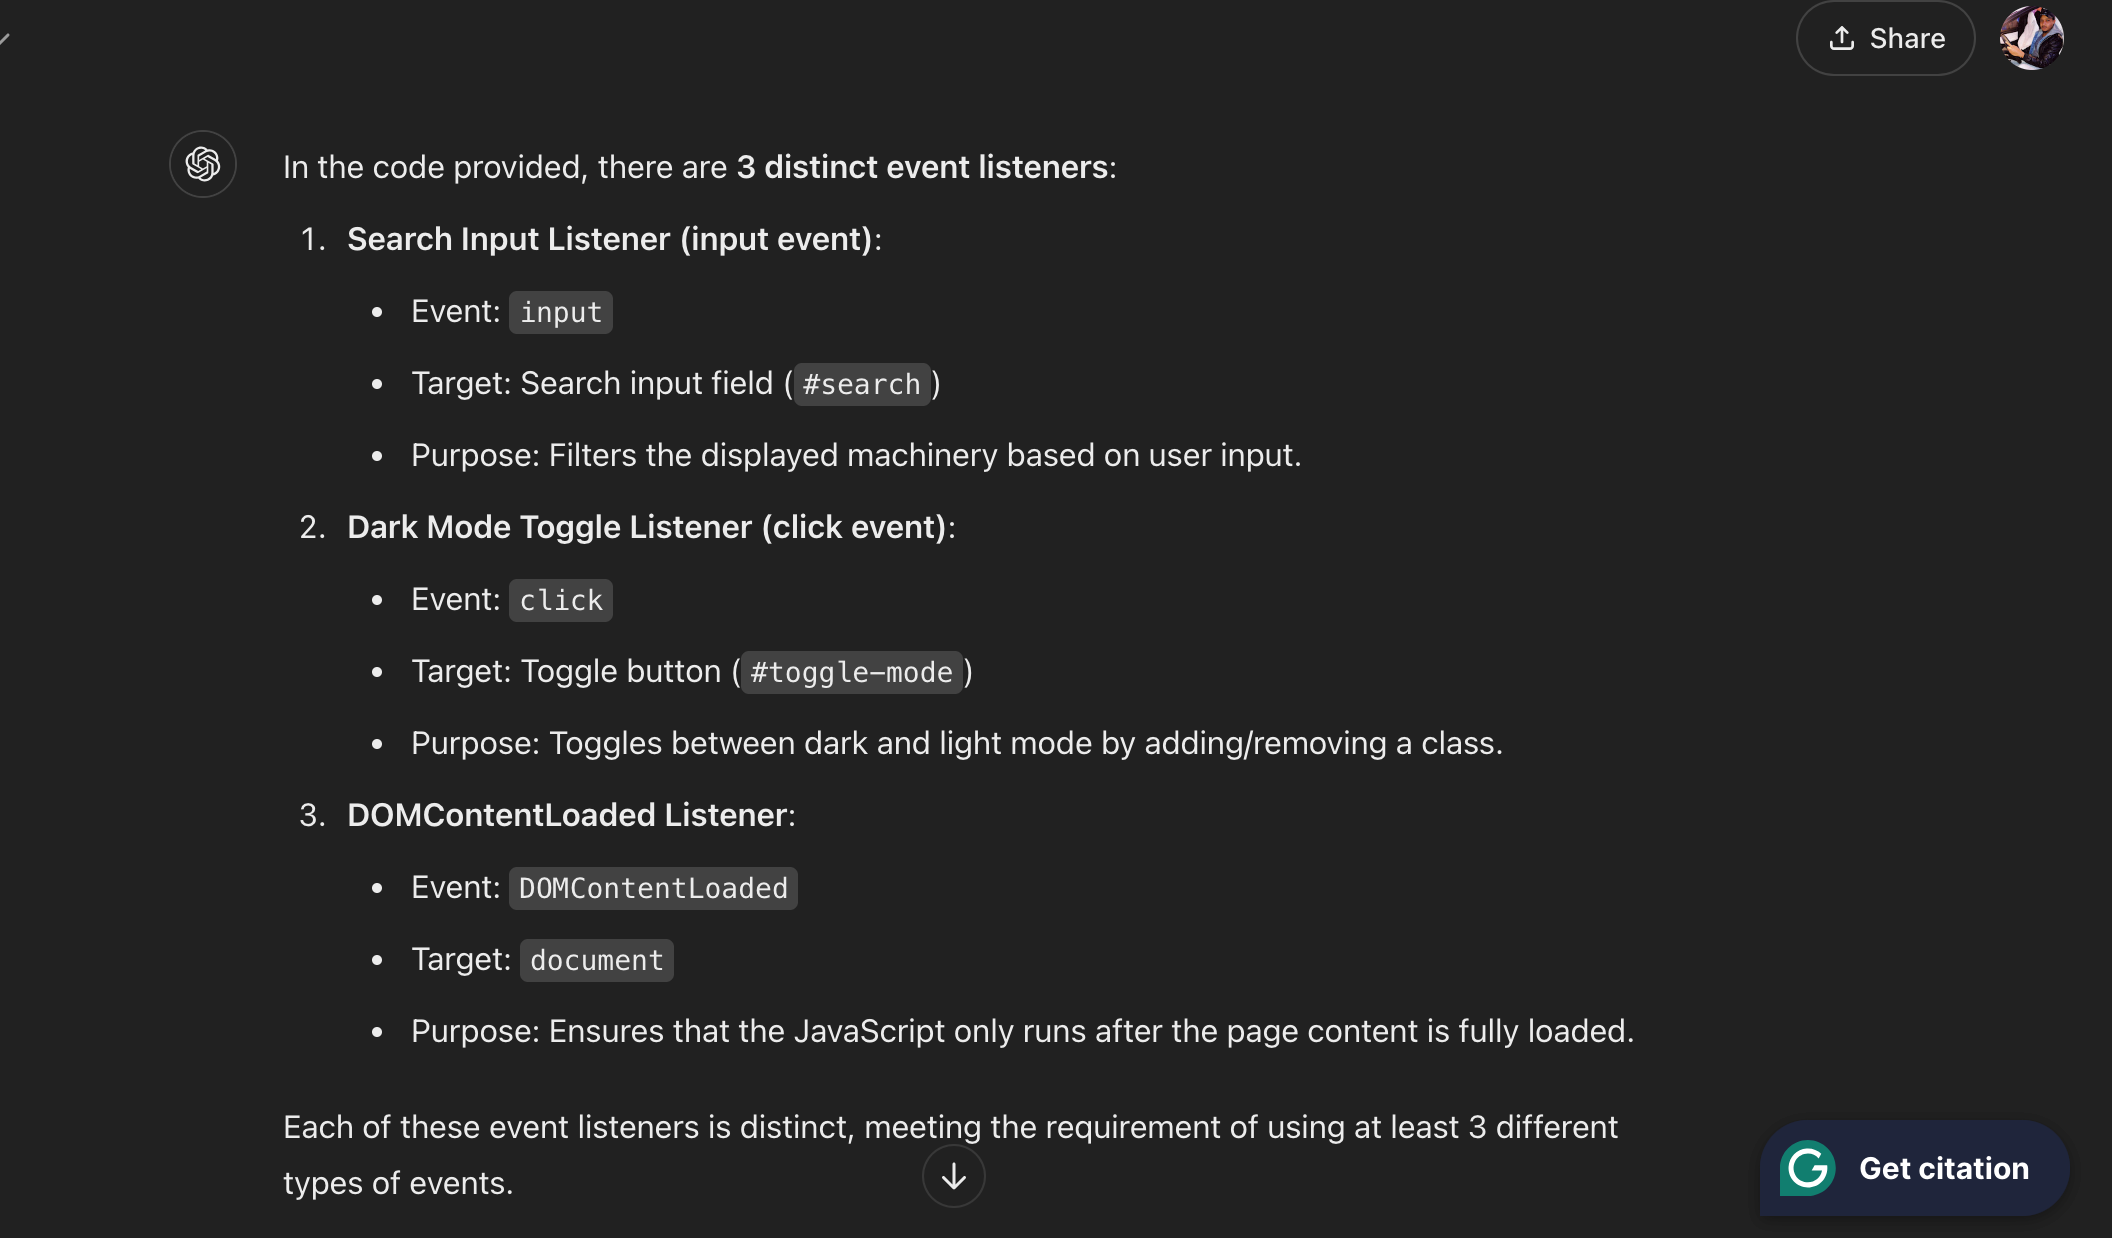 Share
In the code provided, there are 3 distinct event listeners:
1. Search Input Listener (input event):
• Event: input
• Target: Search input field (#search)
• Purpose: Filters the displayed machinery based on user input.
2. Dark Mode Toggle Listener (click event):
• Event: click
• Target: Toggle button (#toggle-mode)
• Purpose: Toggles between dark and light mode by adding/removing a class.
3. DOMContentLoaded Listener:
• Event: DOMContentLoaded
• Target: document
• Purpose: Ensures that the JavaScript only runs after the page content is fully loaded.
Each of these event listeners is distinct, meeting the requirement of using at least 3 different
types of events.
Get citation